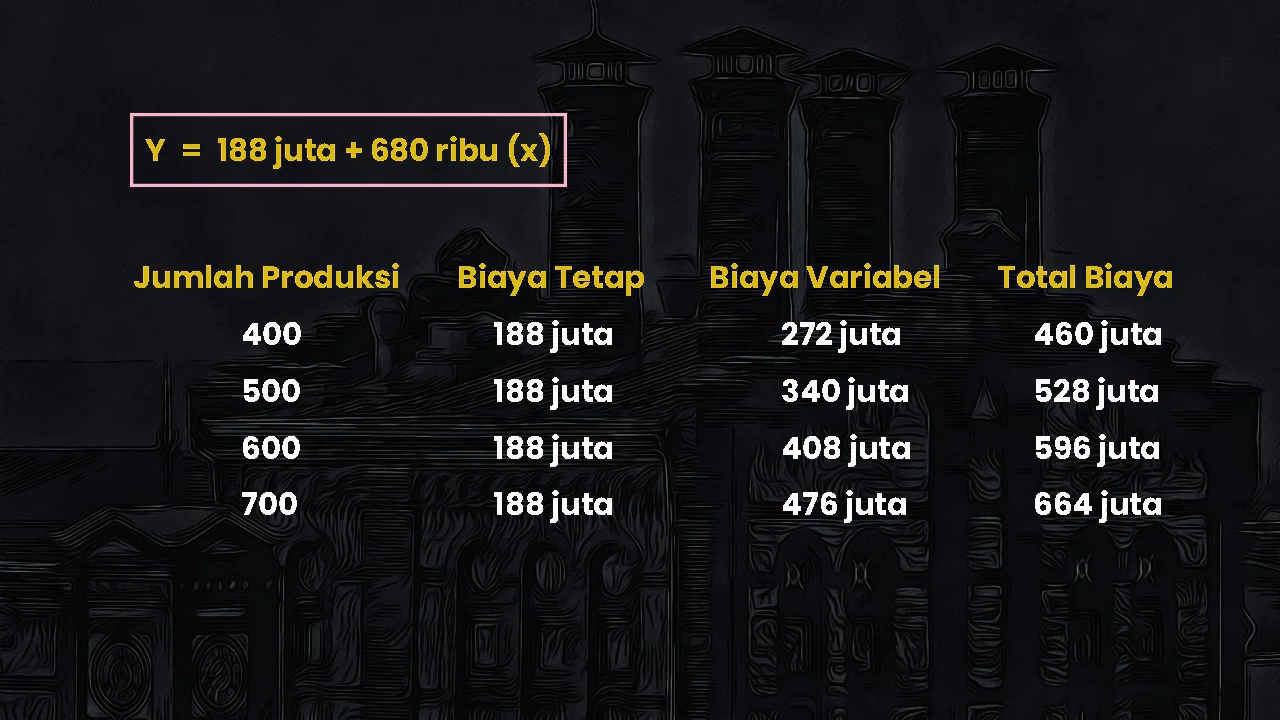 Y = 188 juta + 680 ribu (x)
Jumlah Produksi Biaya Tetap Biaya Variabel Total Biaya
400 188 juta 272 juta 460 juta
500 188 juta 340 juta 528 juta
600 188 juta 408 juta 596 juta
700 188 juta 476 juta 664 juta